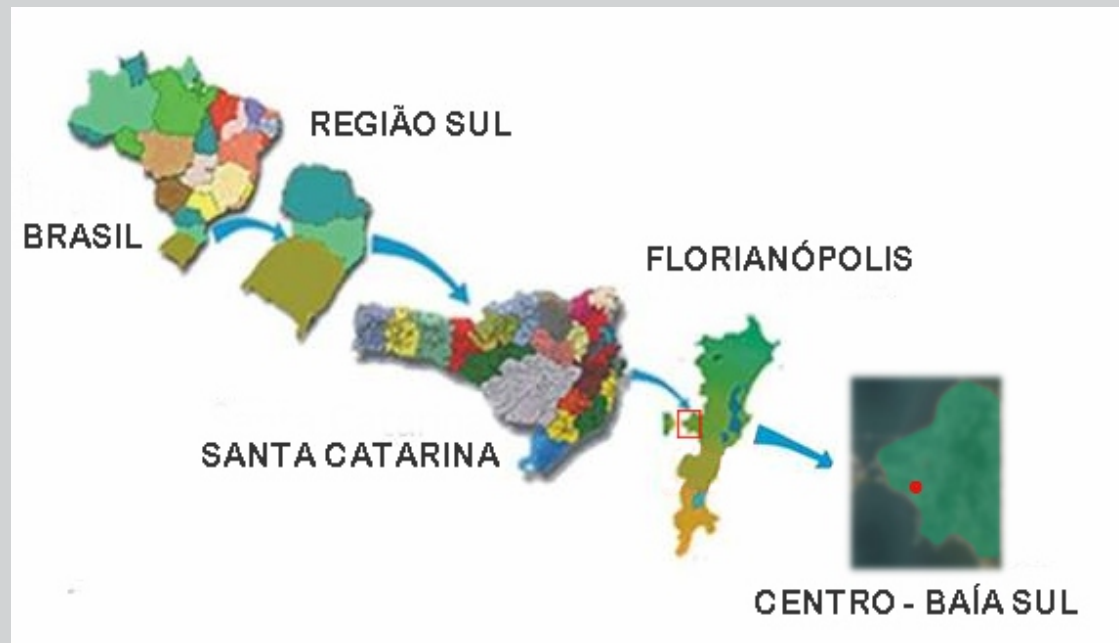 REGIÃO SUL
BRASIL
FLORIANÓPOLIS
SANTA CATARINA
CENTRO - BAÍA SUL